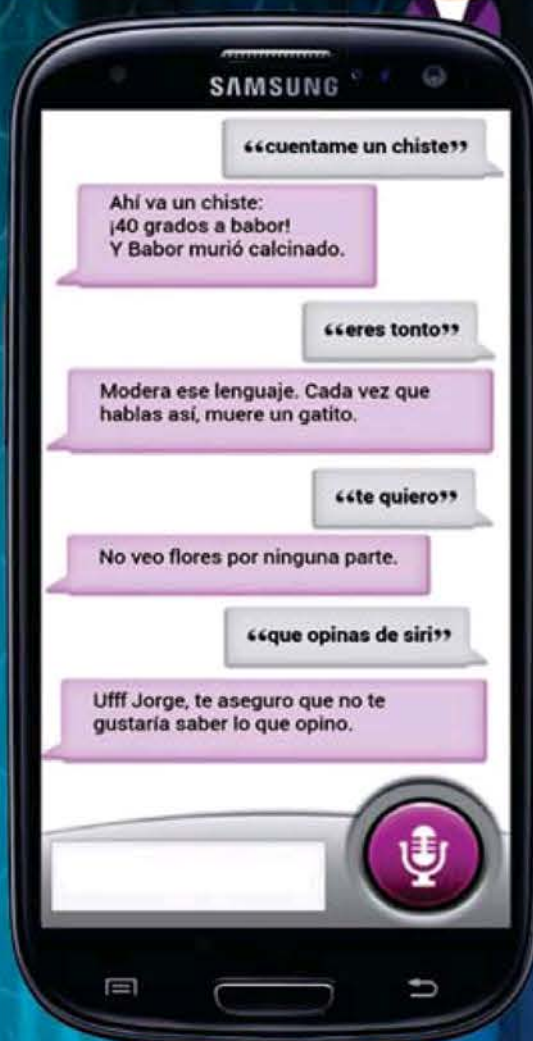 SAMSUNG
“cuentame un chiste”
Ahí va un chiste:
¡40 grados a babor!
Y Babor murió calcinado.
“eres tonto”
Modera ese lenguaje. Cada vez que
hablas así, muere un gatito.
“te quiero”
No veo flores por ninguna parte.
“que opinas de siri”
Ufff Jorge, te aseguro que no te
gustaría saber lo que opino.